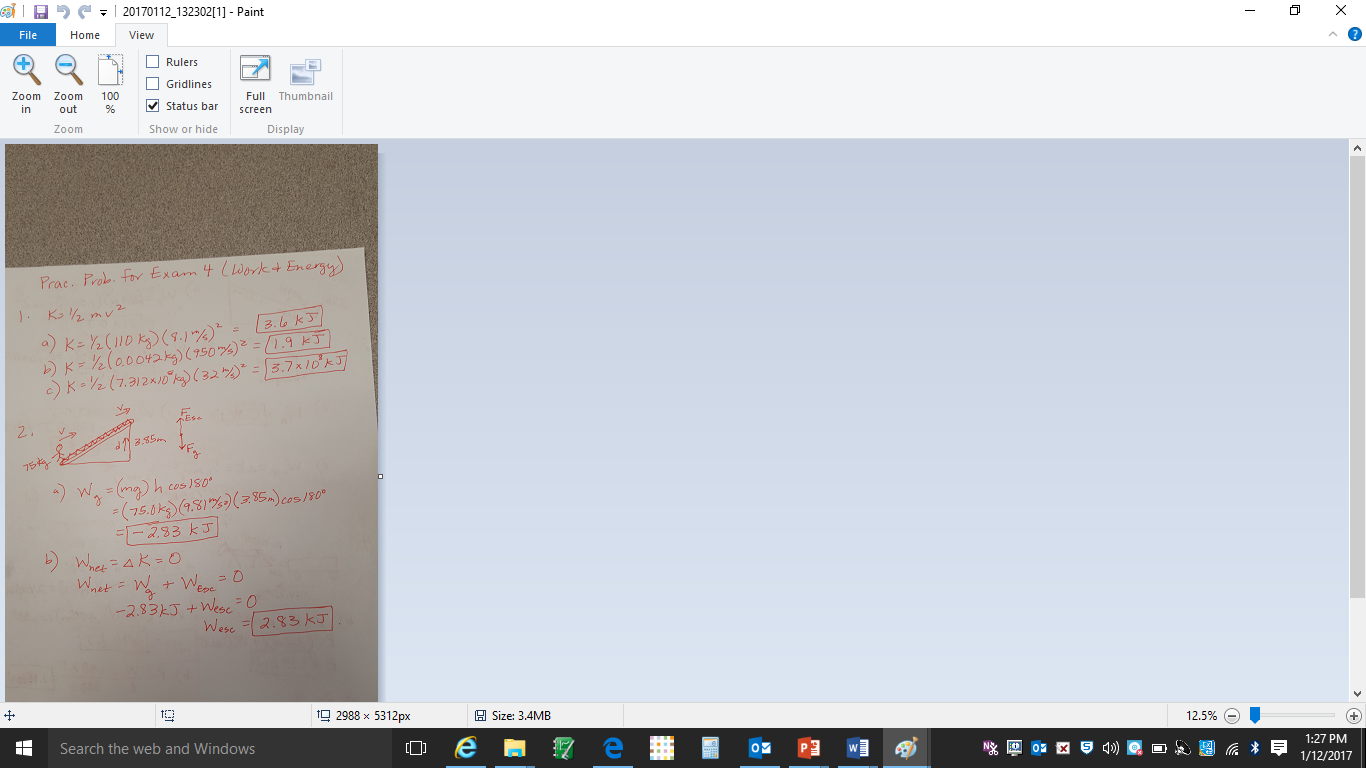 20170112_132302[1] - Paint
File Home View
Rulers
Gridlines
Status bar
Zoom in
Zoom out
100 %
Full screen
Thumbnail
Zoom
Show or hide
Display
Prac. Prob. for Exam 4 (Work & Energy)
1. K = 1/2 mv²
a) K = 1/2 (110 kg)(8.1 m/s)² = 3.6 kJ
b) K = 1/2 (0.0042 kg)(950 m/s)² = 1.9 kJ
c) K = 1/2 (7.312×10⁸ kg)(32 m/s)² = 3.7×10⁸ kJ
2.
V
V
75 kg
d
3.85m
F Esc
Fg
a) Wg = (mg) h cos 180°
= (75.0kg)(9.81 m/s²)(3.85m) cos 180°
= -2.83 kJ
b) Wnet = Δ K = 0
Wnet = Wg + WEsc = 0
-2.83 kJ + Wesc = 0
Wesc = 2.83 kJ
2988 × 5312px
Size: 3.4MB
12.5%
Search the web and Windows
1:27 PM
1/12/2017